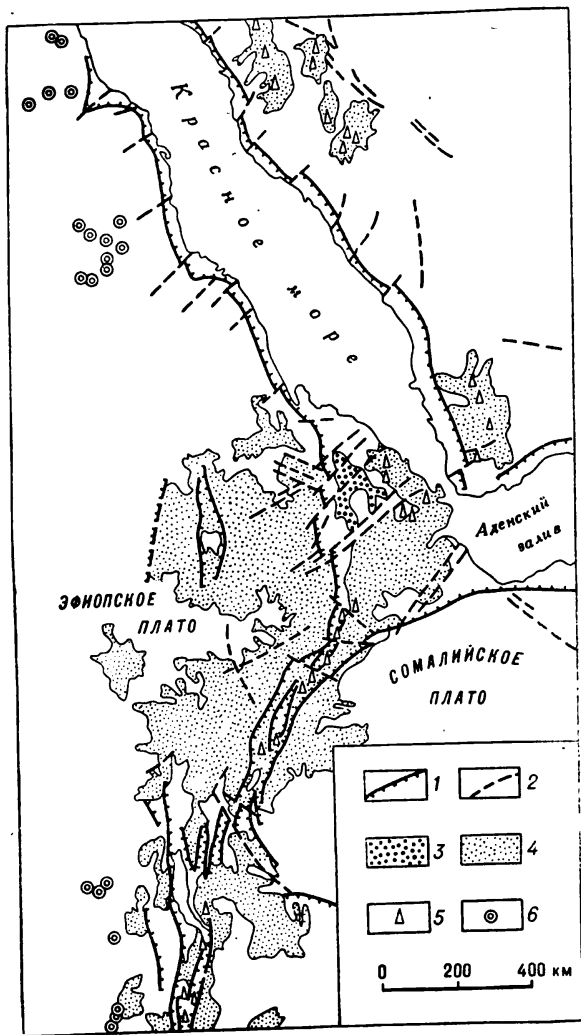 Красное море
Аденский
залив
ЭФИОПСКОЕ
ПЛАТО
СОМАЛИЙСКОЕ
ПЛАТО
1 2
3 4
5 6
0 200 400 км